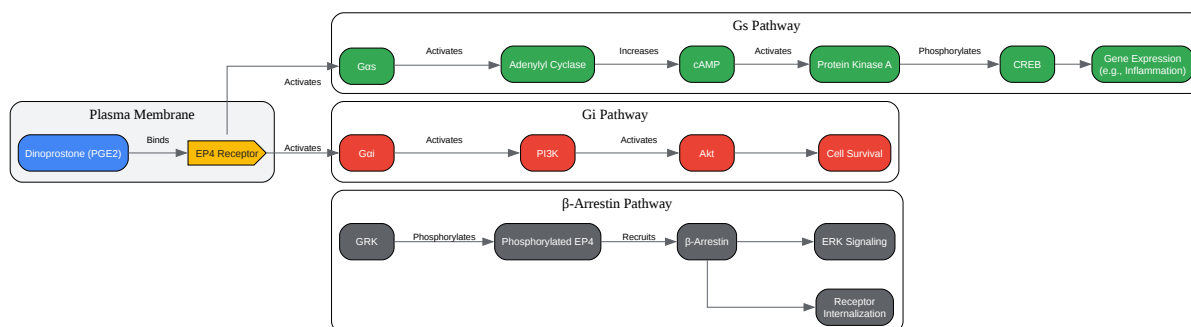 Gs Pathway
Gαs
Activates
Adenylyl Cyclase
Increases
cAMP
Activates
Protein Kinase A
Phosphorylates
CREB
Gene Expression
(e.g., Inflammation)
Activates
Plasma Membrane
Dinoprostone (PGE2)
Binds
EP4 Receptor
Activates
Gi Pathway
Gαi
Activates
PI3K
Activates
Akt
Cell Survival
β-Arrestin Pathway
GRK
Phosphorylates
Phosphorylated EP4
Recruits
β-Arrestin
ERK Signaling
Receptor
Internalization